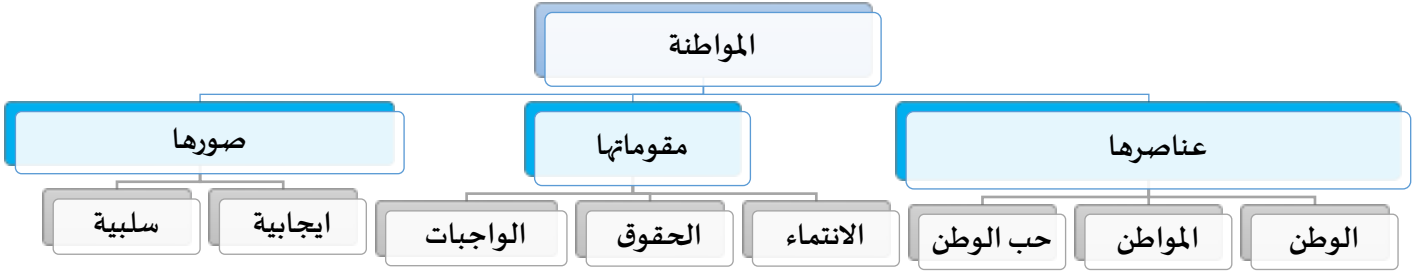 المواطنة
عناصرها
مقوماتها
صورها
الوطن
المواطن
حب الوطن
الانتماء
الحقوق
الواجبات
ايجابية
سلبية